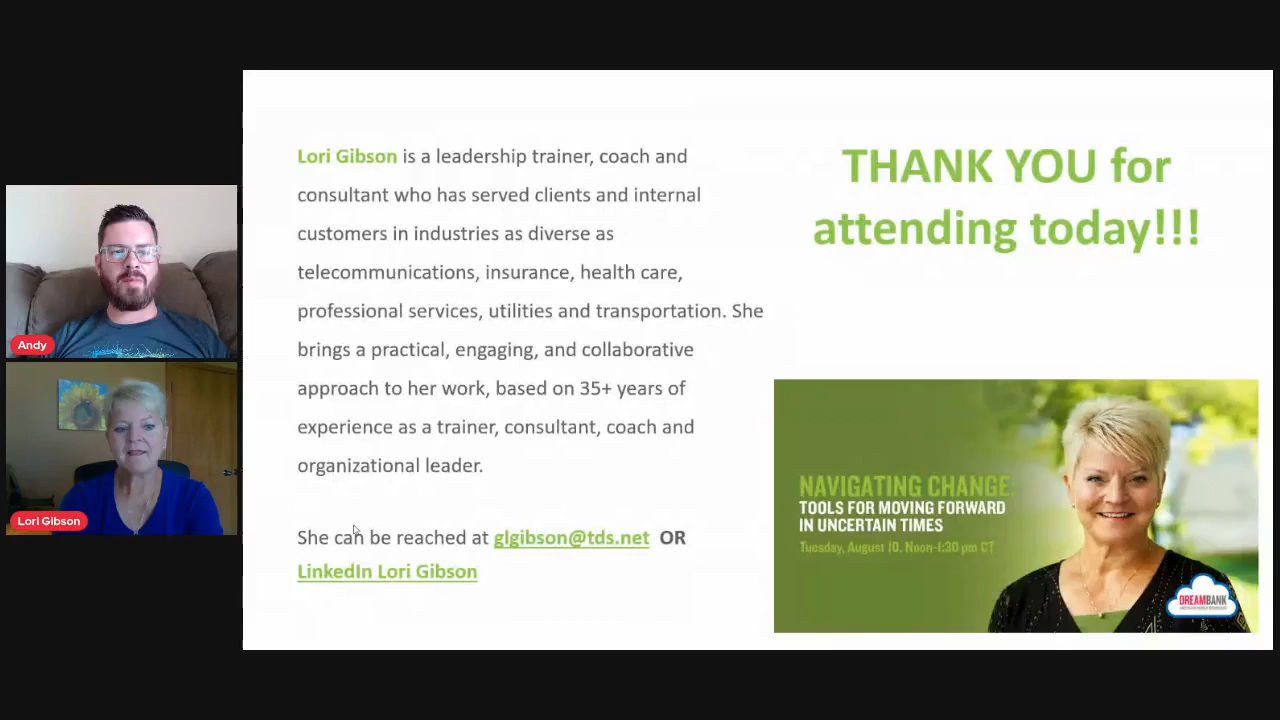 Andy
Lori Gibson
Lori Gibson is a leadership trainer, coach and
consultant who has served clients and internal
customers in industries as diverse as
telecommunications, insurance, health care,
professional services, utilities and transportation. She
brings a practical, engaging, and collaborative
approach to her work, based on 35+ years of
experience as a trainer, consultant, coach and
organizational leader.
She can be reached at glgibson@tds.net OR
LinkedIn Lori Gibson
THANK YOU for
attending today!!!
NAVIGATING CHANGE:
TOOLS FOR MOVING FORWARD
IN UNCERTAIN TIMES
Tuesday, August 10, Noon-1:30 pm CT
DREAMBANK